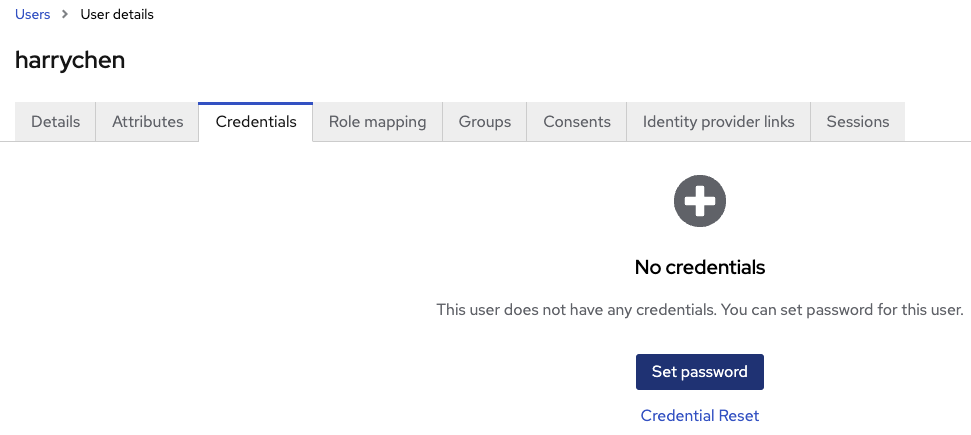 Users > User details
harrychen
Details Attributes Credentials Role mapping Groups Consents Identity provider links Sessions
No credentials
This user does not have any credentials. You can set password for this user.
Set password
Credential Reset